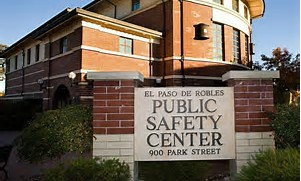 EL PASO DE ROBLES
PUBLIC
SAFETY
CENTER
900 PARK STREET